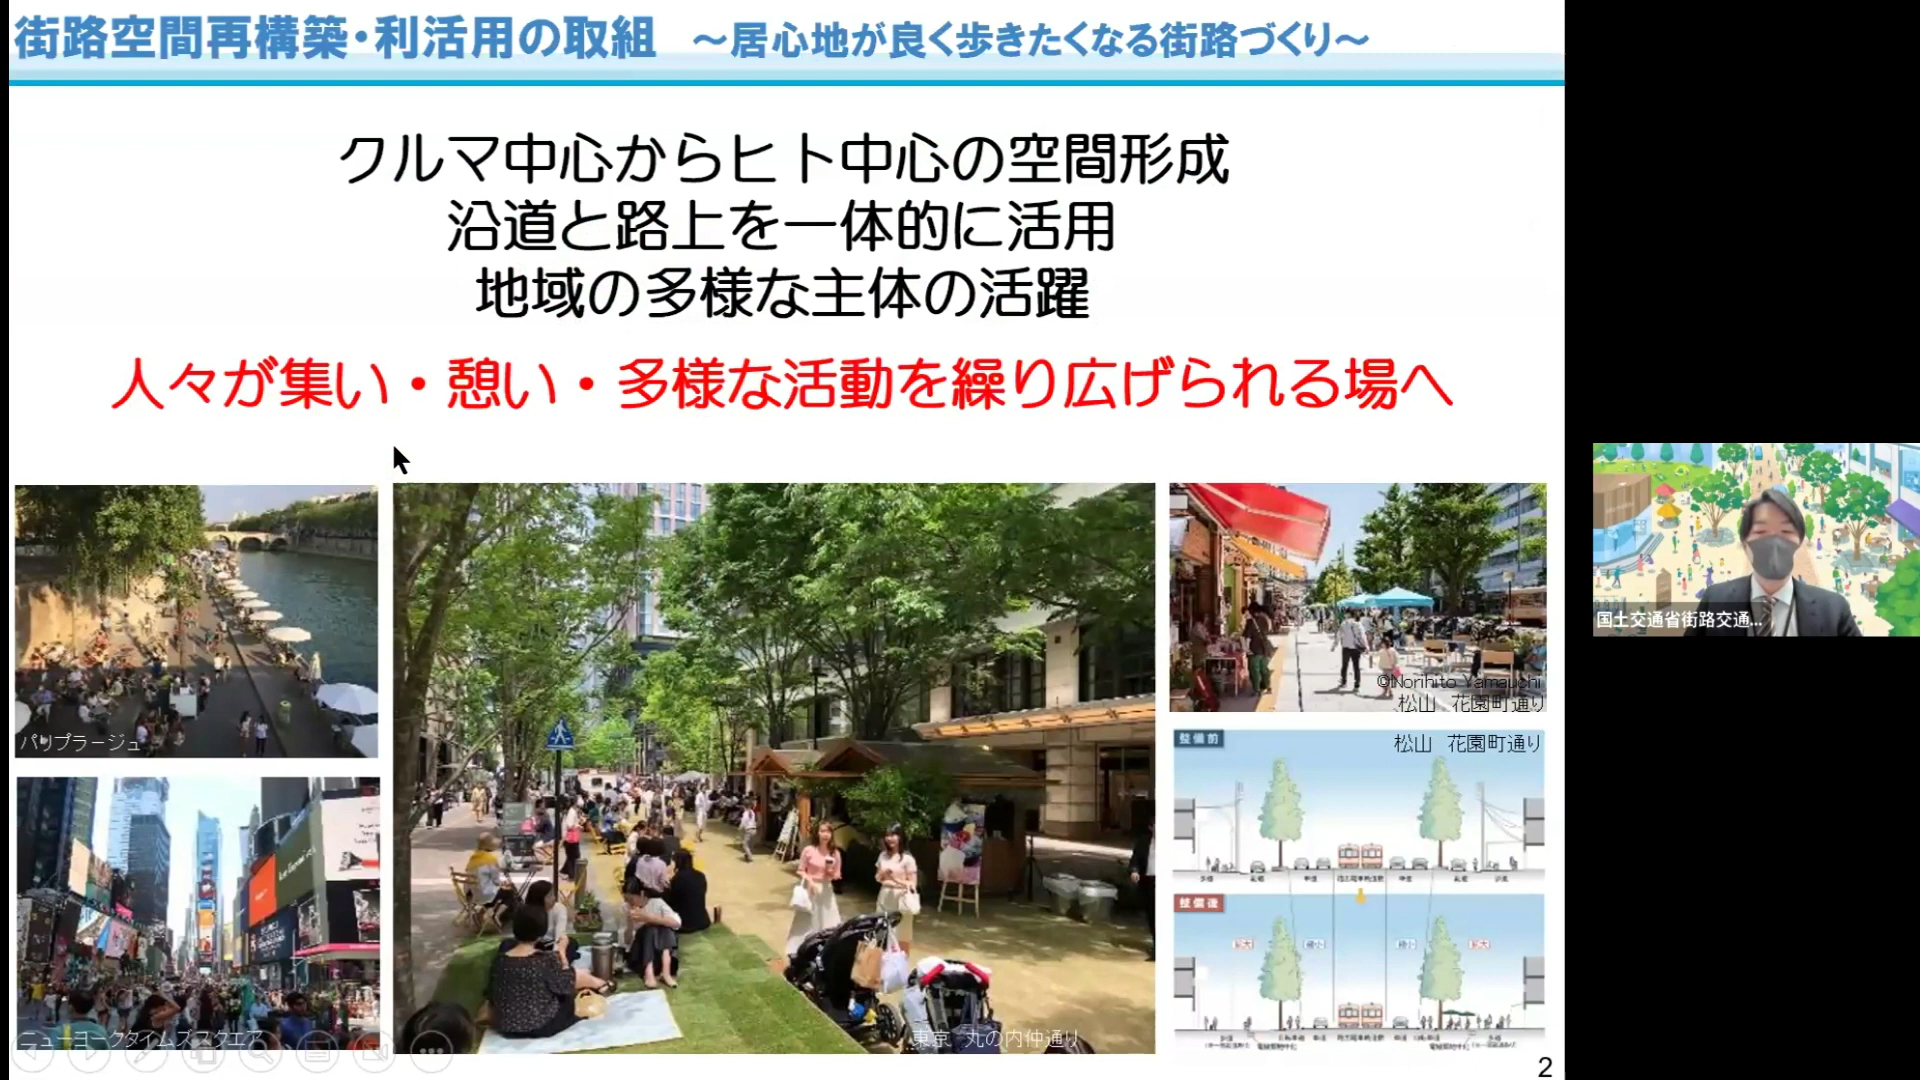 街路空間再構築・利活用の取組　～居心地が良く歩きたくなる街路づくり～
クルマ中心からヒト中心の空間形成
沿道と路上を一体的に活用
地域の多様な主体の活躍
人々が集い・憩い・多様な活動を繰り広げられる場へ
パリプラージュ
ニューヨークタイムズスクエア
東京　丸の内仲通り
©Norihito Yamauchi
松山　花園町通り
整備前
松山　花園町通り
整備後
拡大
縮小
縮小
拡大
国土交通省街路交通...
2